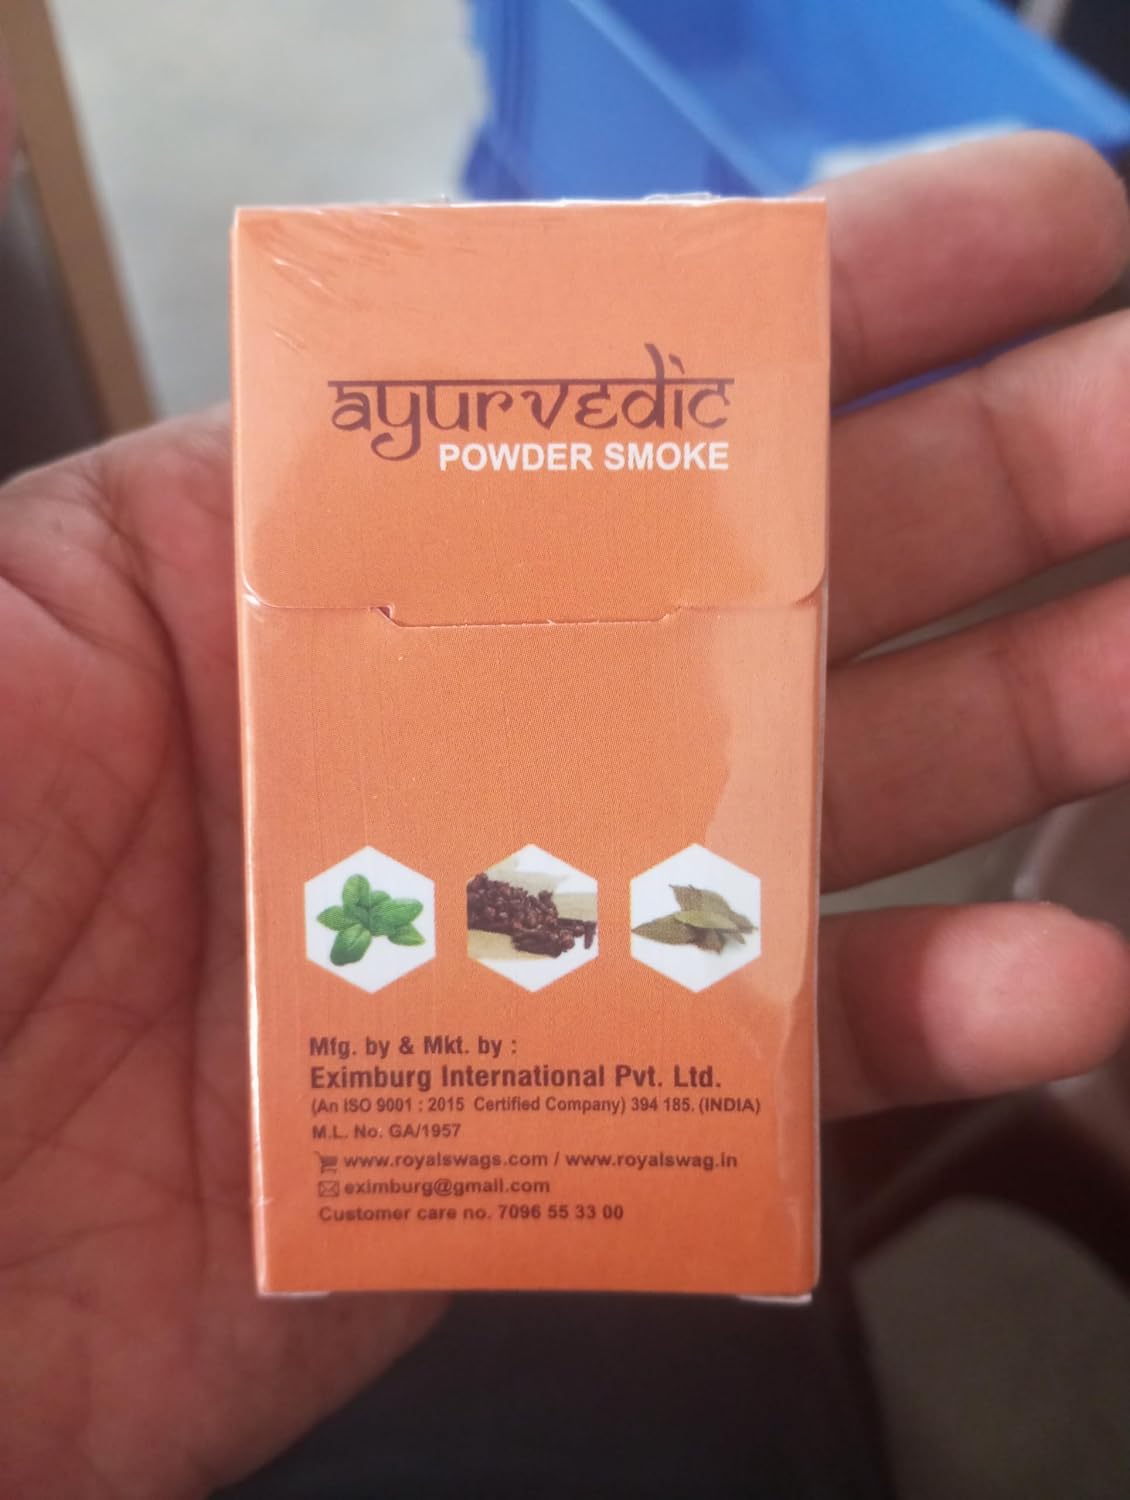 ayurvedic
POWDER SMOKE
Mfg. by & Mkt. by :
Eximburg International Pvt. Ltd.
(An ISO 9001 : 2015 Certified Company) 394 185. (INDIA)
M.L. No: GA/1957
www.royalswags.com / www.royalswag.in
eximburg@gmail.com
Customer care no. 7096 55 33 00